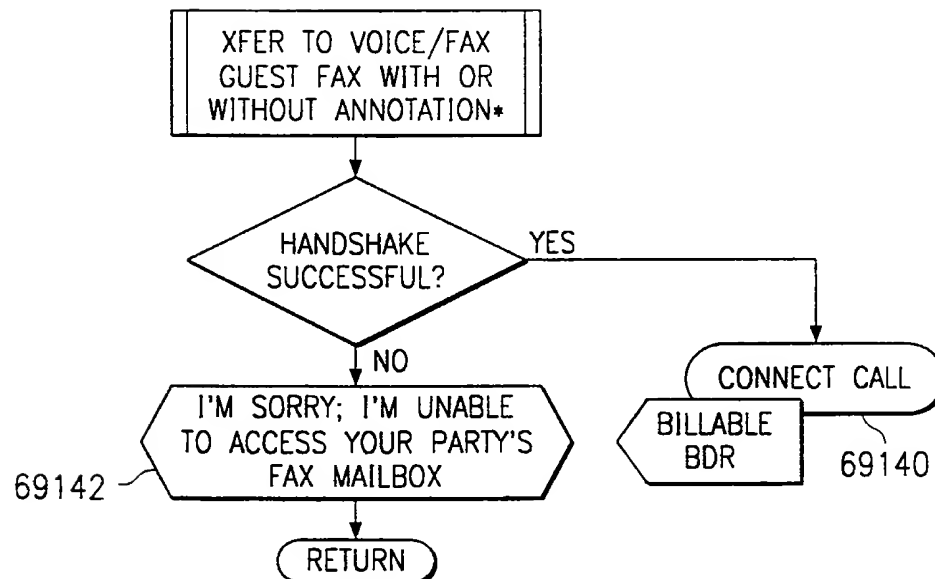 XFER TO VOICE/FAX
GUEST FAX WITH OR
WITHOUT ANNOTATION*
HANDSHAKE
SUCCESSFUL?
YES
NO
CONNECT CALL
BILLABLE
BDR
69140
I'M SORRY; I'M UNABLE
TO ACCESS YOUR PARTY'S
FAX MAILBOX
69142
RETURN